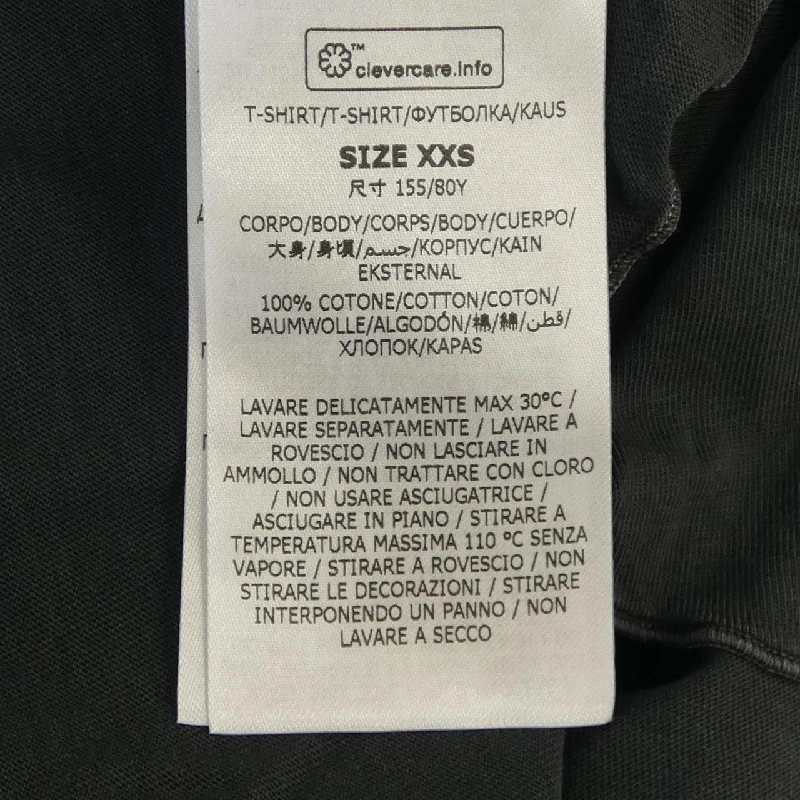 ™
clevercare.info
T-SHIRT/T-SHIRT/ФУТБОЛКА/KAUS
SIZE XXS
尺寸 155/80Y
CORPO/BODY/CORPS/BODY/CUERPO/
大身/身頃/جسم/КОРПУС/KAIN
EKSTERNAL
100% COTONE/COTTON/COTON/
BAUMWOLLE/ALGODÓN/棉/綿/قطن/
ХЛОПОК/KAPAS
LAVARE DELICATAMENTE MAX 30°C /
LAVARE SEPARATAMENTE / LAVARE A
ROVESCIO / NON LASCIARE IN
AMMOLLO / NON TRATTARE CON CLORO
/ NON USARE ASCIUGATRICE /
ASCIUGARE IN PIANO / STIRARE A
TEMPERATURA MASSIMA 110 °C SENZA
VAPORE / STIRARE A ROVESCIO / NON
STIRARE LE DECORAZIONI / STIRARE
INTERPONENDO UN PANNO / NON
LAVARE A SECCO